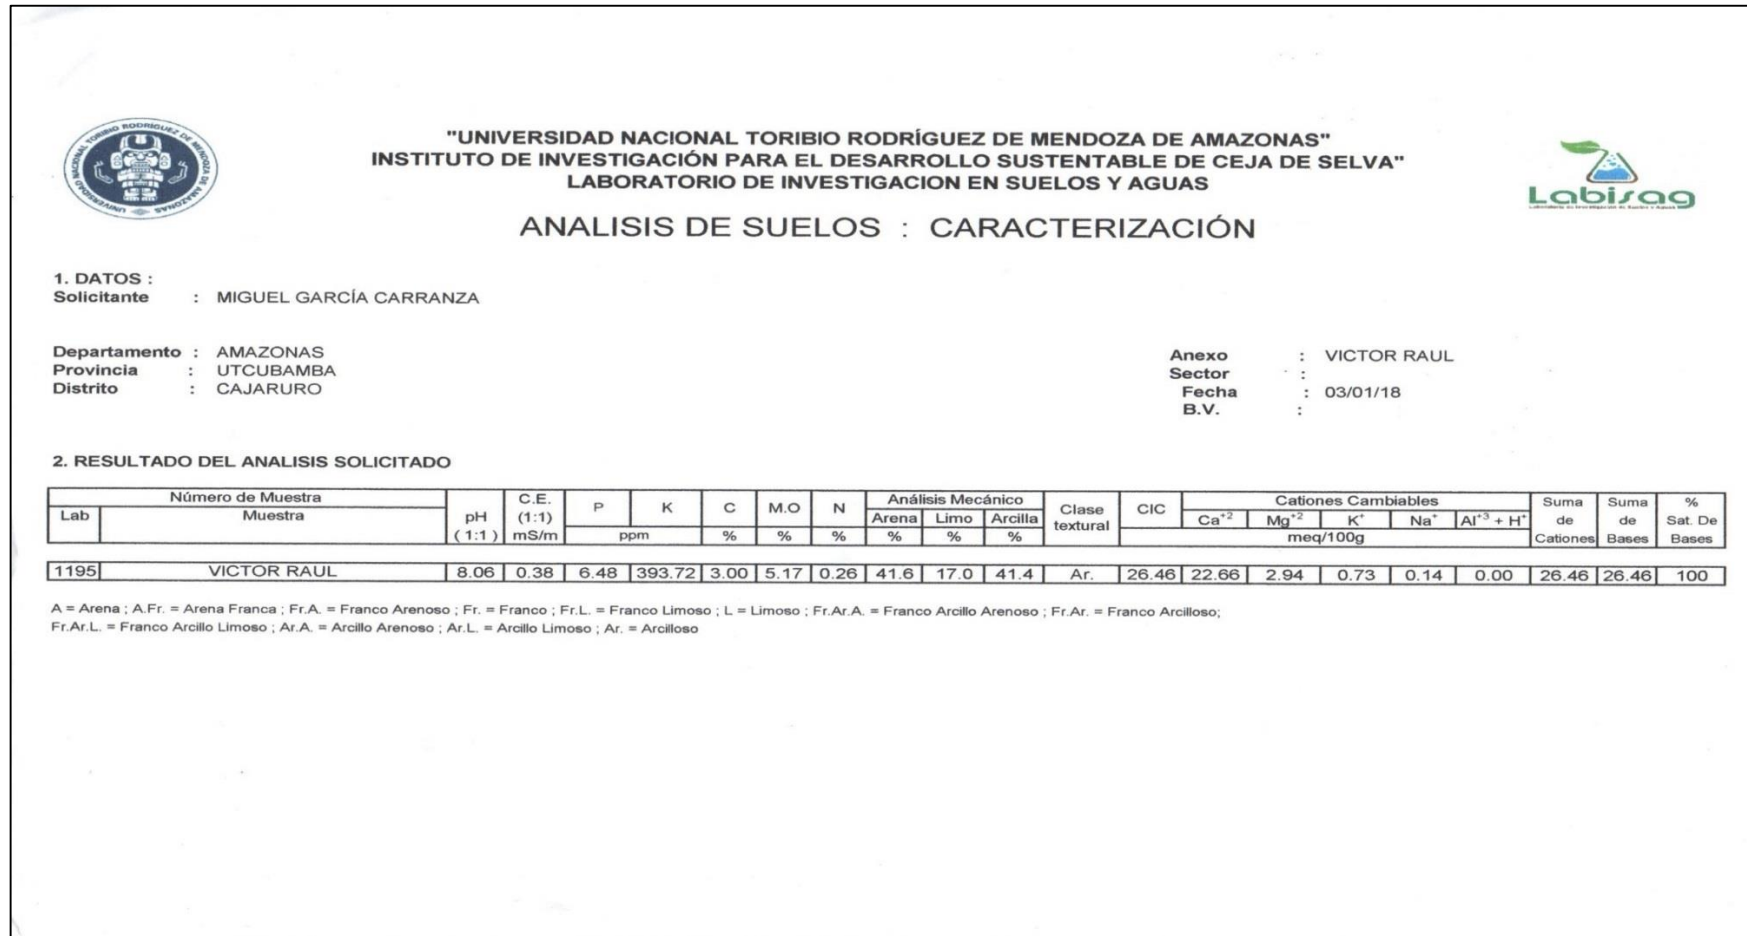 UNIVERSIDAD NACIONAL TORIBIO RODRIGUEZ DE MENDOZA DE AMAZONAS
"UNIVERSIDAD NACIONAL TORIBIO RODRÍGUEZ DE MENDOZA DE AMAZONAS"
INSTITUTO DE INVESTIGACIÓN PARA EL DESARROLLO SUSTENTABLE DE CEJA DE SELVA"
LABORATORIO DE INVESTIGACION EN SUELOS Y AGUAS
Labisag
ANALISIS DE SUELOS : CARACTERIZACIÓN
1. DATOS :
Solicitante : MIGUEL GARCÍA CARRANZA
Departamento : AMAZONAS
Provincia : UTCUBAMBA
Distrito : CAJARURO
Anexo : VICTOR RAUL
Sector :
Fecha : 03/01/18
B.V. :
2. RESULTADO DEL ANALISIS SOLICITADO
Número de Muestra C.E. P K C M.O N Análisis Mecánico Clase textural CIC Cationes Cambiables Suma Suma %
Lab Muestra pH (1:1) Arena Limo Arcilla Ca+2 Mg+2 K+ Na+ Al+3 + H+ de de Sat. De
( 1:1 ) mS/m ppm % % % % % % meq/100g Cationes Bases Bases
1195 VICTOR RAUL 8.06 0.38 6.48 393.72 3.00 5.17 0.26 41.6 17.0 41.4 Ar. 26.46 22.66 2.94 0.73 0.14 0.00 26.46 26.46 100
A = Arena ; A.Fr. = Arena Franca ; Fr.A. = Franco Arenoso ; Fr. = Franco ; Fr.L. = Franco Limoso ; L = Limoso ; Fr.Ar.A. = Franco Arcillo Arenoso ; Fr.Ar. = Franco Arcilloso;
Fr.Ar.L. = Franco Arcillo Limoso ; Ar.A. = Arcillo Arenoso ; Ar.L. = Arcillo Limoso ; Ar. = Arcilloso